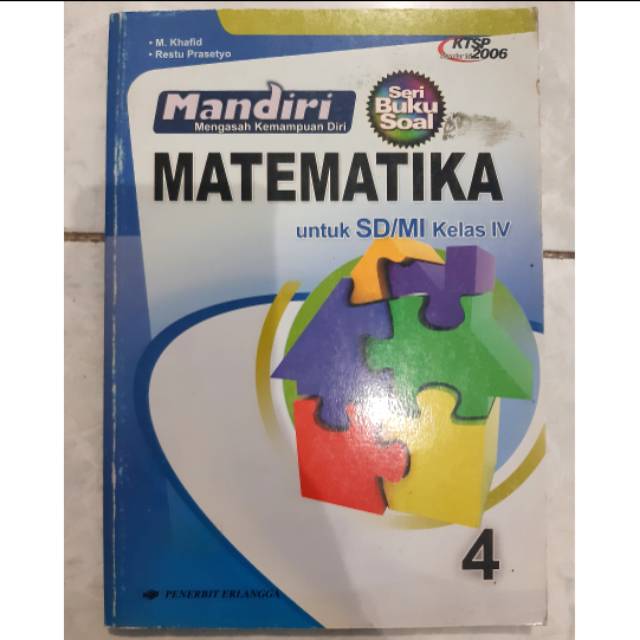 • M. Khafid
• Restu Prasetyo
KTSP
2006
Mandiri
Mengasah Kemampuan Diri
Seri
Buku
Soal
MATEMATIKA
untuk SD/MI Kelas IV
4
PENERBIT ERLANGGA